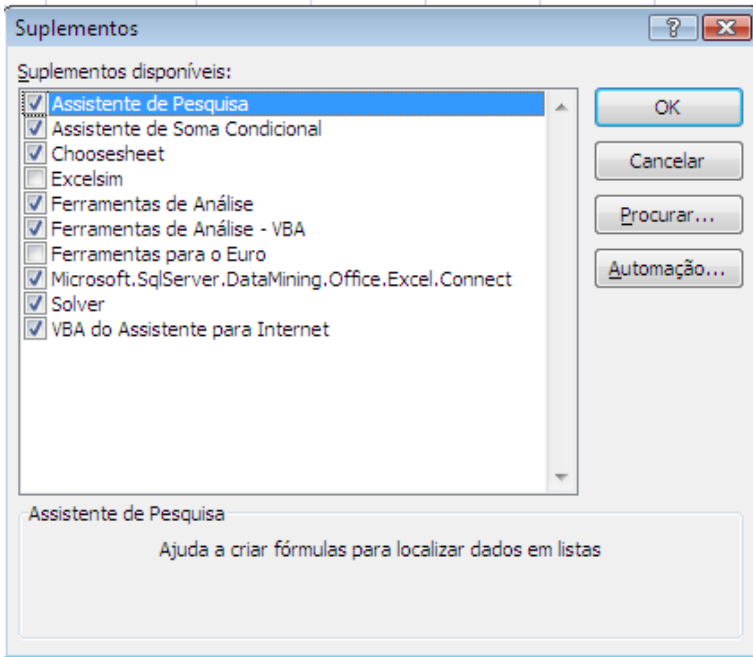 Suplementos
Suplementos disponíveis:
Assistente de Pesquisa
Assistente de Soma Condicional
Choosesheet
Excelsim
Ferramentas de Análise
Ferramentas de Análise - VBA
Ferramentas para o Euro
Microsoft.SqlServer.DataMining.Office.Excel.Connect
Solver
VBA do Assistente para Internet
OK
Cancelar
Procurar...
Automação...
Assistente de Pesquisa
Ajuda a criar fórmulas para localizar dados em listas